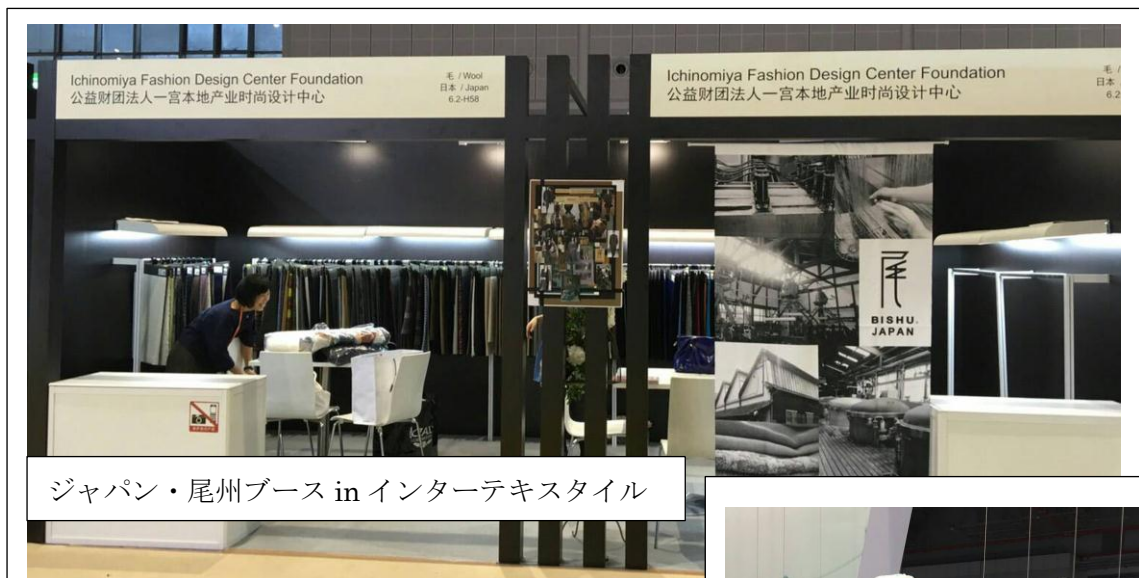 Ichinomiya Fashion Design Center Foundation
公益财团法人一宫本地产业时尚设计中心
毛 / Wool
日本 / Japan
6.2-H58
Ichinomiya Fashion Design Center Foundation
公益财团法人一宫本地产业时尚设计中心
毛 /
日本
6.2
尾
BISHU.
JAPAN
ジャパン・尾州ブース in インターテキスタイル